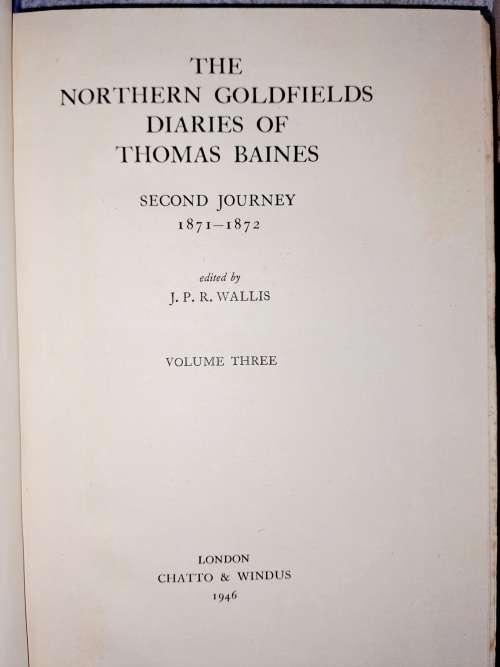 THE
NORTHERN GOLDFIELDS
DIARIES OF
THOMAS BAINES
SECOND JOURNEY
1871–1872
edited by
J. P. R. WALLIS
VOLUME THREE
LONDON
CHATTO & WINDUS
1946